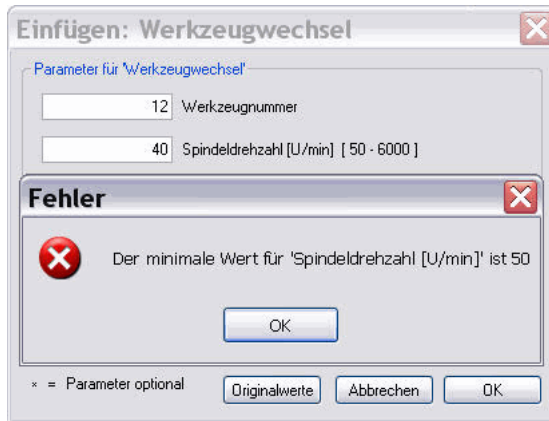 Einfügen: Werkzeugwechsel
Parameter für 'Werkzeugwechsel'
12 Werkzeugnummer
40 Spindeldrehzahl [U/min] [ 50 - 6000 ]
Fehler
Der minimale Wert für 'Spindeldrehzahl [U/min]' ist 50
OK
* = Parameter optional
Originalwerte
Abbrechen
OK